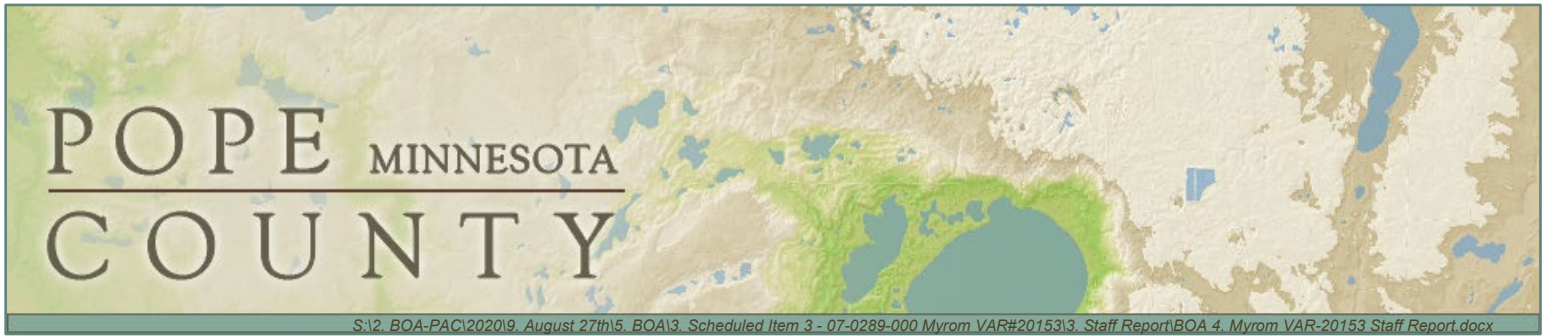 POPE MINNESOTA
COUNTY
S:\2. BOA-PAC\2020\9. August 27th\5. BOA\3. Scheduled Item 3 - 07-0289-000 Myrom VAR#20153\3. Staff Report\BOA 4. Myrom VAR-20153 Staff Report.docx